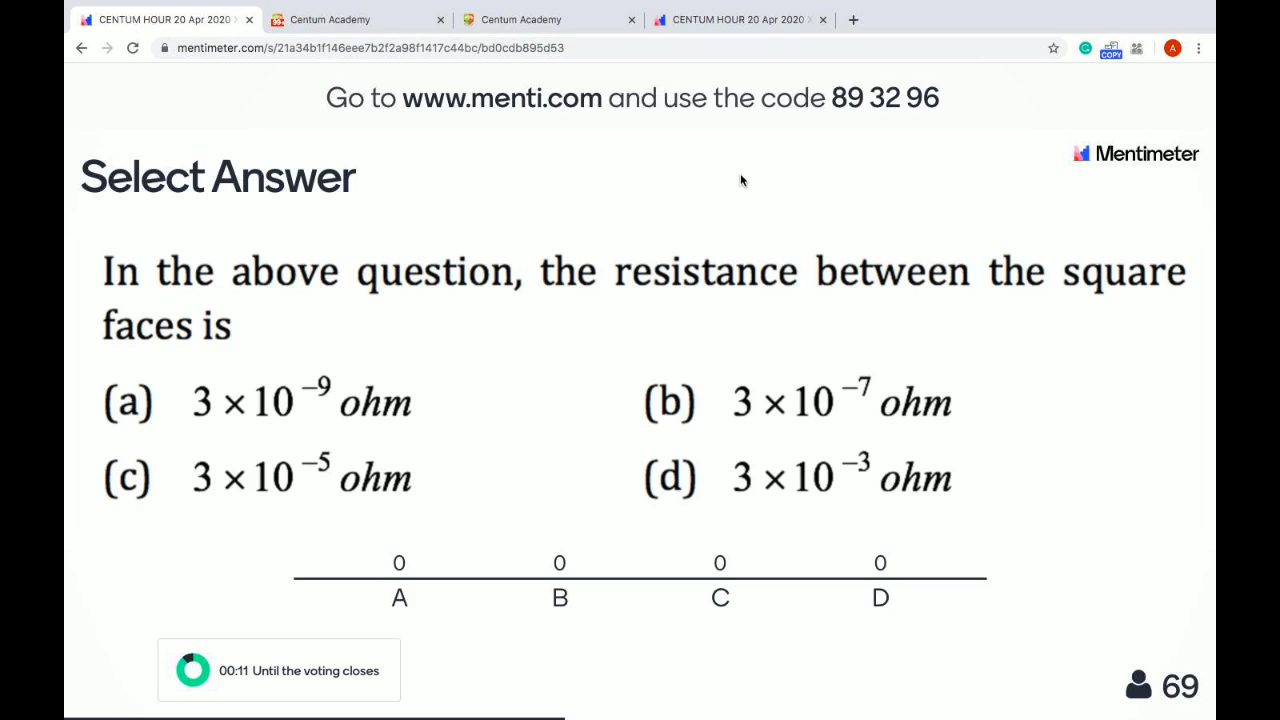 CENTUM HOUR 20 Apr 2020
Centum Academy
Centum Academy
CENTUM HOUR 20 Apr 2020
mentimeter.com/s/21a34b1f146eee7b2f2a98f1417c44bc/bd0cdb895d53
COPY
A
Go to www.menti.com and use the code 89 32 96
Mentimeter
Select Answer
In the above question, the resistance between the square
faces is
(a) 3 × 10⁻⁹ ohm (b) 3 × 10⁻⁷ ohm
(c) 3 × 10⁻⁵ ohm (d) 3 × 10⁻³ ohm
0 0 0 0
A B C D
00:11 Until the voting closes
69